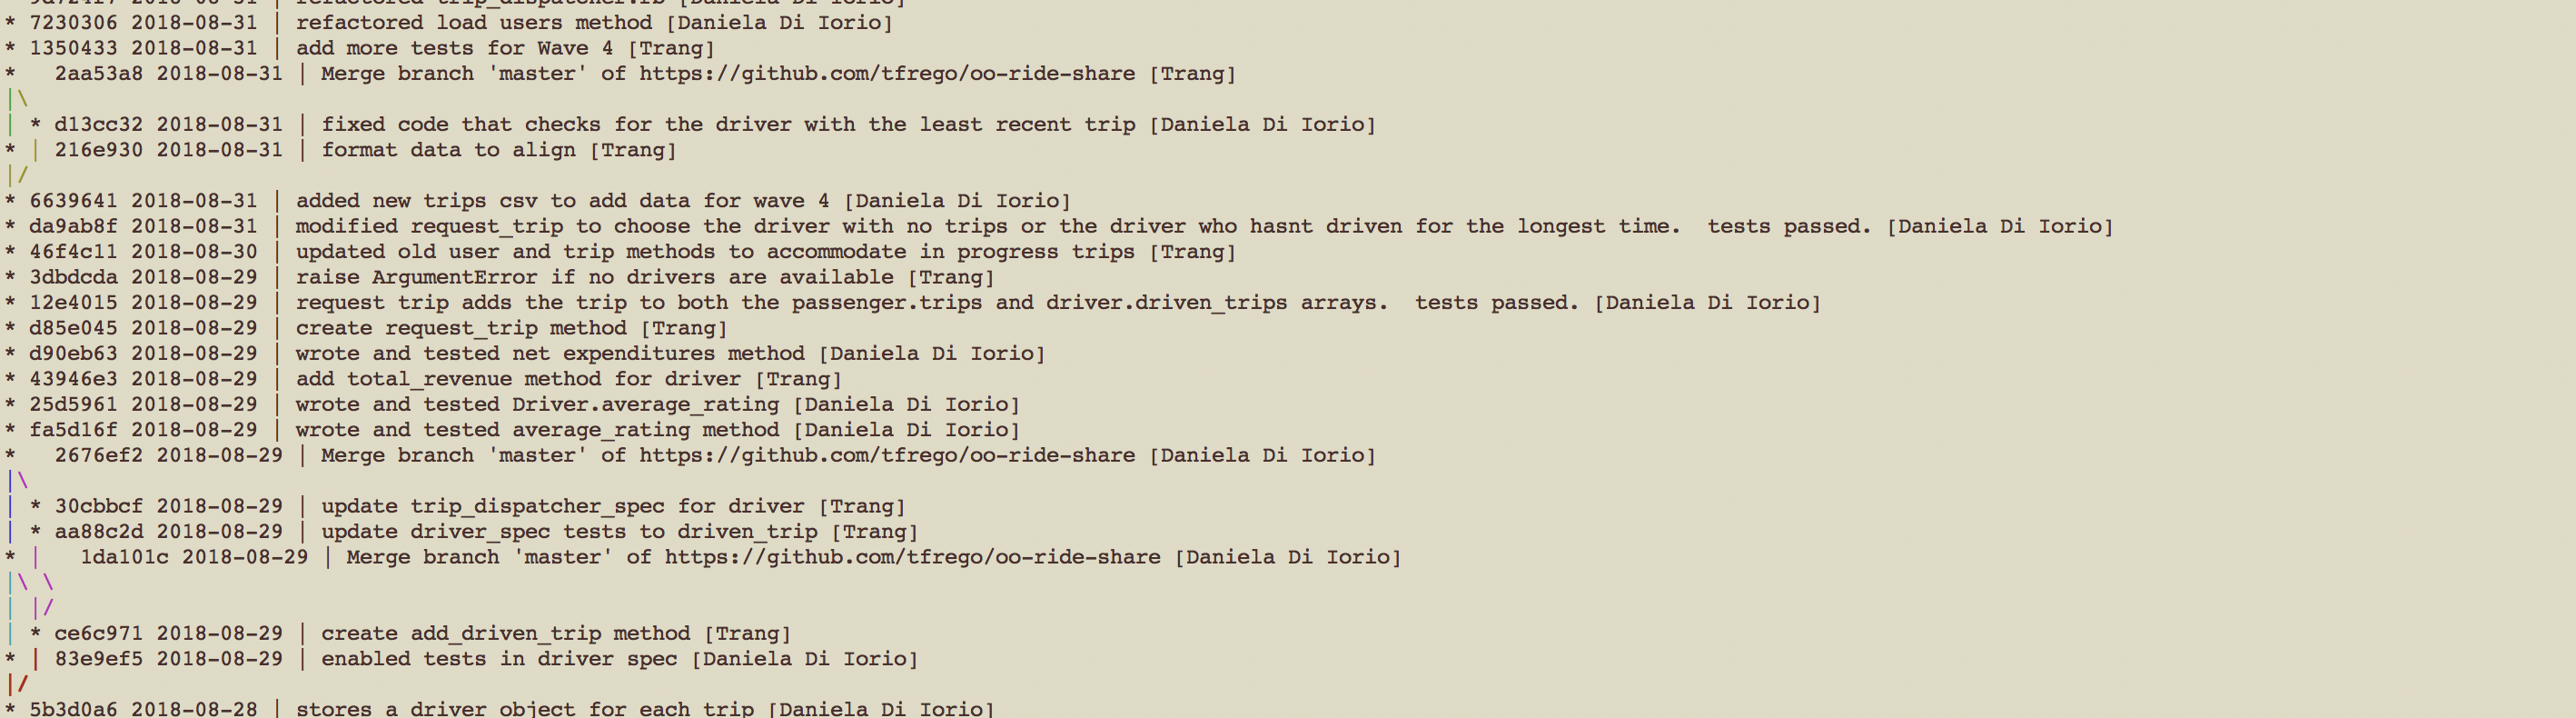 refactored trip_dispatcher.rb [Daniela Di Iorio]
* 7230306 2018-08-31 | refactored load users method [Daniela Di Iorio]
* 1350433 2018-08-31 | add more tests for Wave 4 [Trang]
*   2aa53a8 2018-08-31 | Merge branch 'master' of https://github.com/tfrego/oo-ride-share [Trang]
|\
| * d13cc32 2018-08-31 | fixed code that checks for the driver with the least recent trip [Daniela Di Iorio]
* | 216e930 2018-08-31 | format data to align [Trang]
|/
* 6639641 2018-08-31 | added new trips csv to add data for wave 4 [Daniela Di Iorio]
* da9ab8f 2018-08-31 | modified request_trip to choose the driver with no trips or the driver who hasnt driven for the longest time.  tests passed. [Daniela Di Iorio]
* 46f4c11 2018-08-30 | updated old user and trip methods to accommodate in progress trips [Trang]
* 3dbdcda 2018-08-29 | raise ArgumentError if no drivers are available [Trang]
* 12e4015 2018-08-29 | request trip adds the trip to both the passenger.trips and driver.driven_trips arrays.  tests passed. [Daniela Di Iorio]
* d85e045 2018-08-29 | create request_trip method [Trang]
* d90eb63 2018-08-29 | wrote and tested net expenditures method [Daniela Di Iorio]
* 43946e3 2018-08-29 | add total_revenue method for driver [Trang]
* 25d5961 2018-08-29 | wrote and tested Driver.average_rating [Daniela Di Iorio]
* fa5d16f 2018-08-29 | wrote and tested average_rating method [Daniela Di Iorio]
*   2676ef2 2018-08-29 | Merge branch 'master' of https://github.com/tfrego/oo-ride-share [Daniela Di Iorio]
|\
| * 30cbbcf 2018-08-29 | update trip_dispatcher_spec for driver [Trang]
| * aa88c2d 2018-08-29 | update driver_spec tests to driven_trip [Trang]
* |   1da101c 2018-08-29 | Merge branch 'master' of https://github.com/tfrego/oo-ride-share [Daniela Di Iorio]
|\ \
| |/
| * ce6c971 2018-08-29 | create add_driven_trip method [Trang]
* | 83e9ef5 2018-08-29 | enabled tests in driver spec [Daniela Di Iorio]
|/
* 5b3d0a6 2018-08-28 | stores a driver object for each trip [Daniela Di Iorio]